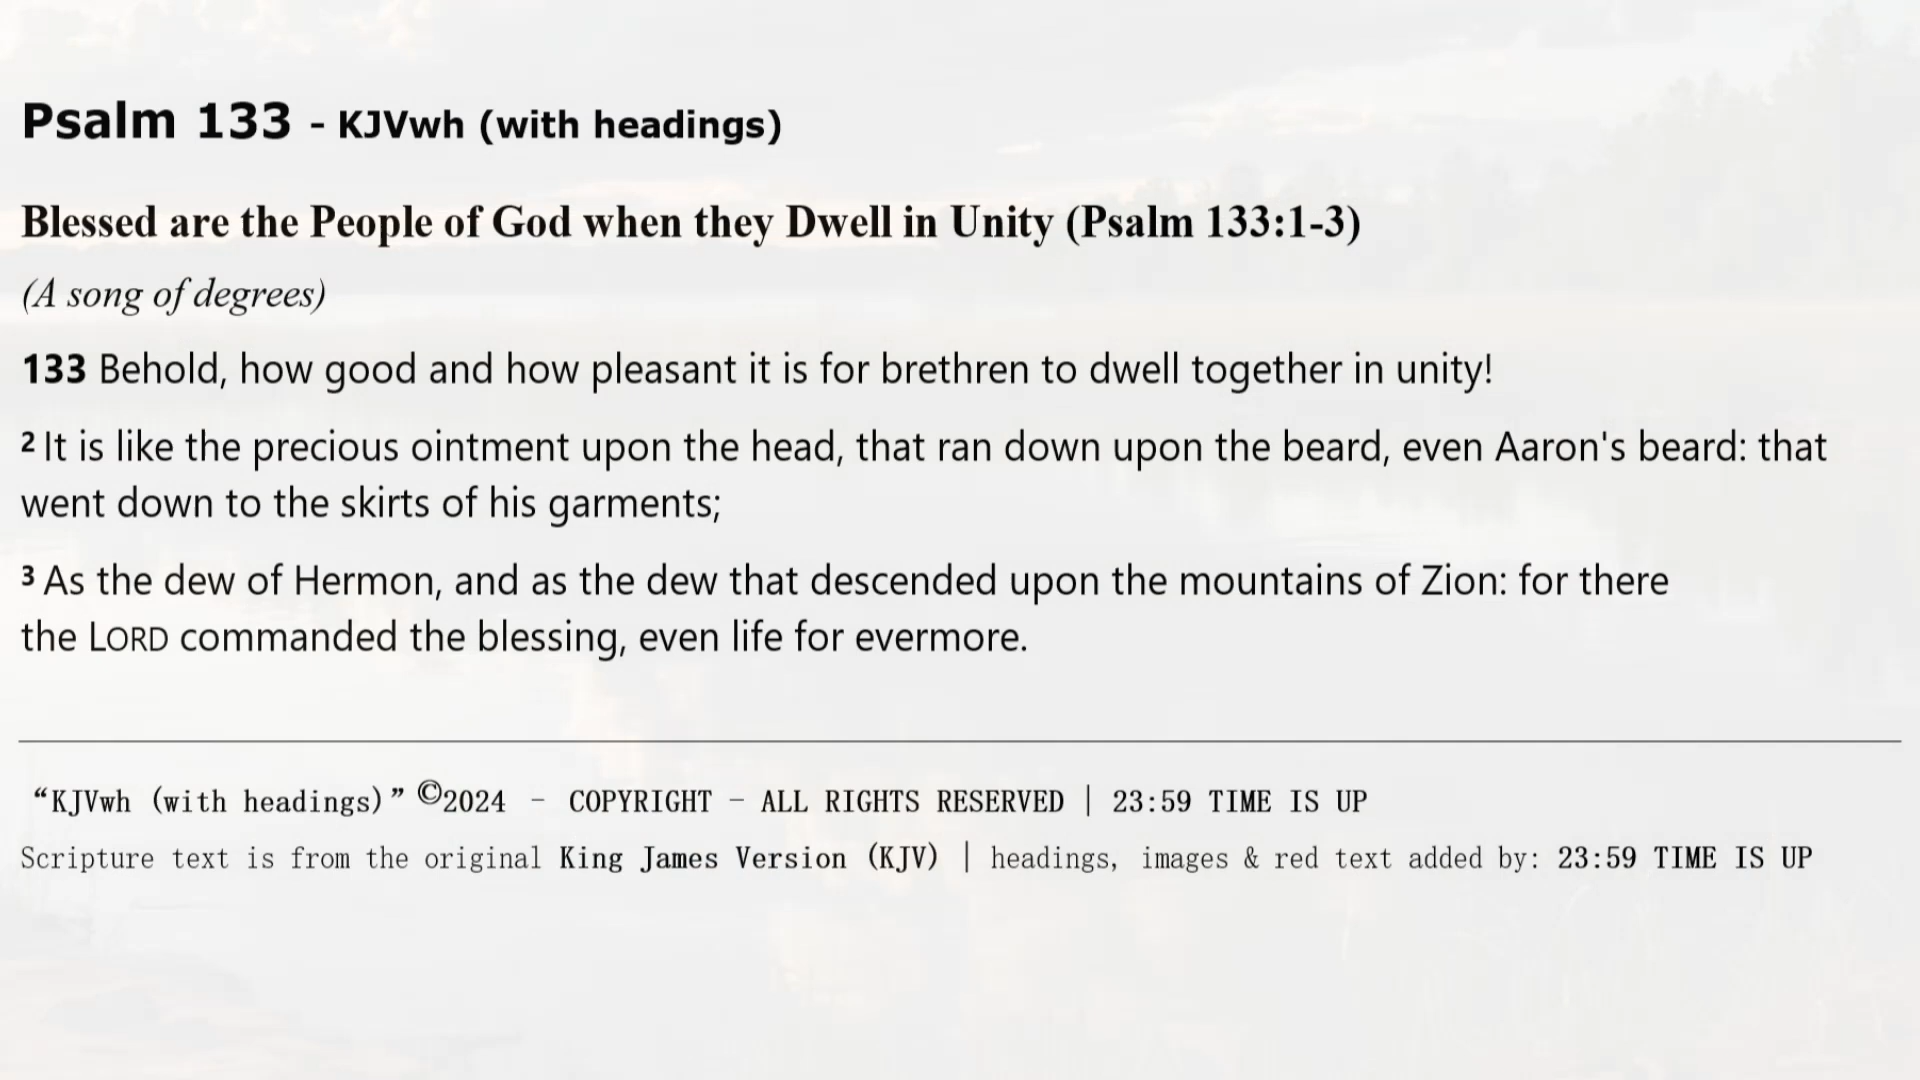 Psalm 133 - KJVwh (with headings)
Blessed are the People of God when they Dwell in Unity (Psalm 133:1-3)
(A song of degrees)
133 Behold, how good and how pleasant it is for brethren to dwell together in unity!
2 It is like the precious ointment upon the head, that ran down upon the beard, even Aaron's beard: that
went down to the skirts of his garments;
3 As the dew of Hermon, and as the dew that descended upon the mountains of Zion: for there
the LORD commanded the blessing, even life for evermore.
“KJVwh (with headings)” ©2024 – COPYRIGHT – ALL RIGHTS RESERVED | 23:59 TIME IS UP
Scripture text is from the original King James Version (KJV) | headings, images & red text added by: 23:59 TIME IS UP